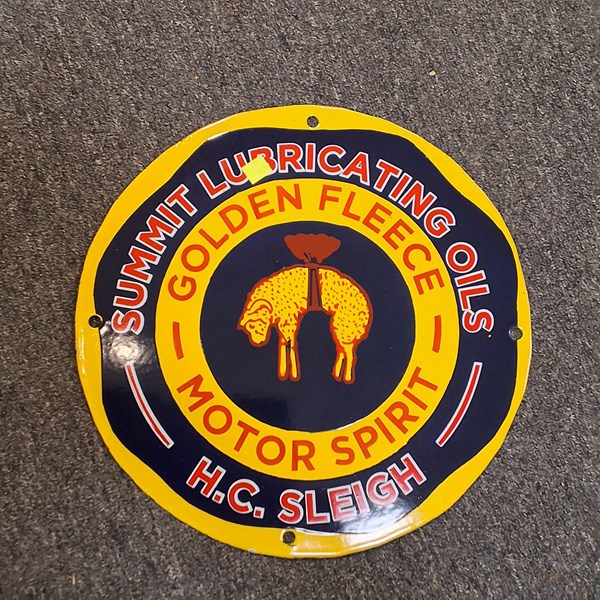 SUMMIT LUBRICATING OILS
GOLDEN FLEECE
MOTOR SPIRIT
H.C. SLEIGH